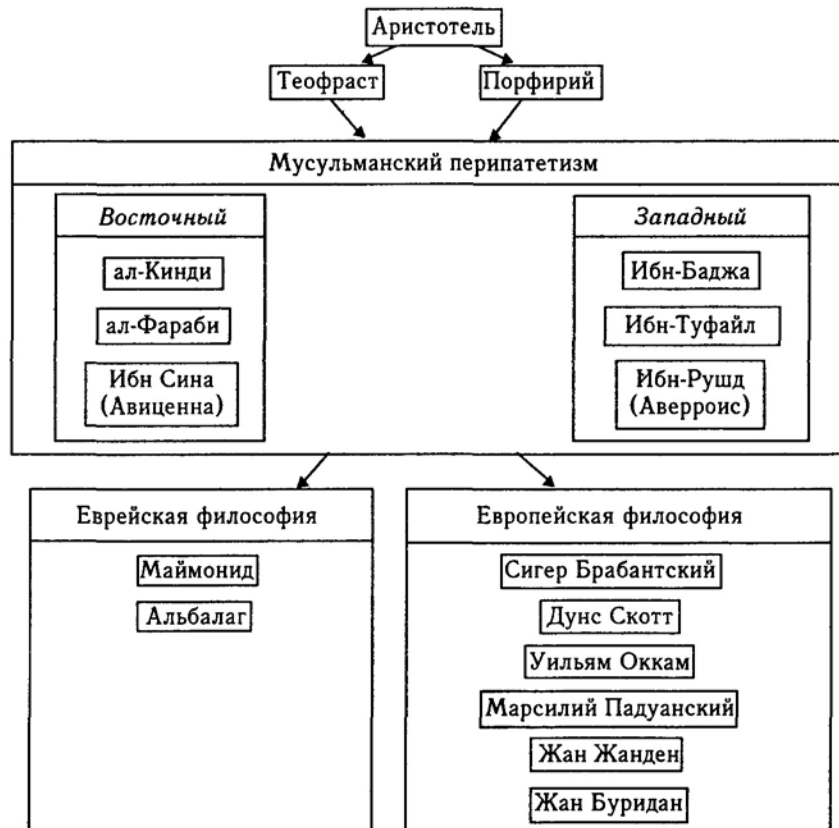 Аристотель
Теофраст
Порфирий
Мусульманский перипатетизм
Восточный
ал-Кинди
ал-Фараби
Ибн Сина
(Авиценна)
Западный
Ибн-Баджа
Ибн-Туфайл
Ибн-Рушд
(Аверроис)
Еврейская философия
Маймонид
Альбалаг
Европейская философия
Сигер Брабантский
Дунс Скотт
Уильям Оккам
Марсилий Падуанский
Жан Жанден
Жан Буридан